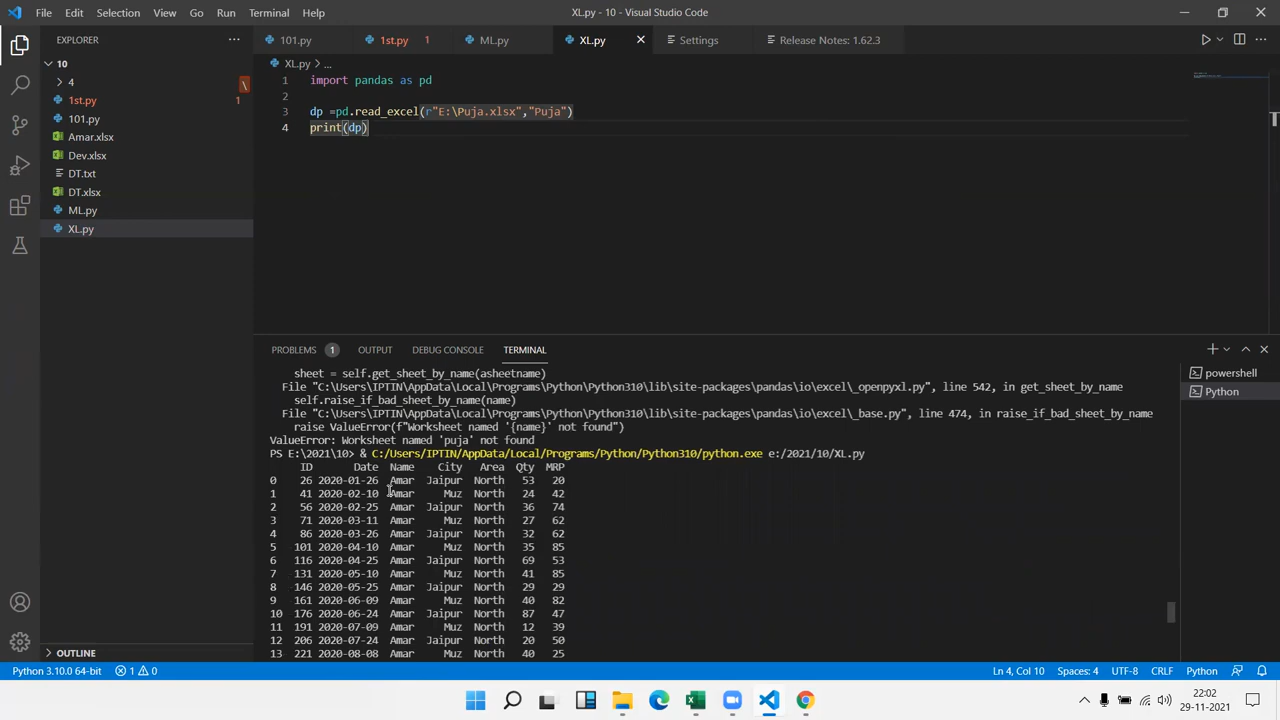 File Edit Selection View Go Run Terminal Help XL.py - 10 - Visual Studio Code
EXPLORER ...
101.py 1st.py 1 ML.py XL.py Settings Release Notes: 1.62.3
10
4
1st.py 1
101.py
Amar.xlsx
Dev.xlsx
DT.txt
DT.xlsx
ML.py
XL.py
OUTLINE
XL.py > ...
1 import pandas as pd
2
3 dp =pd.read_excel(r"E:\Puja.xlsx","Puja")
4 print(dp)
PROBLEMS 1 OUTPUT DEBUG CONSOLE TERMINAL
powershell
Python
sheet = self.get_sheet_by_name(asheetname)
File "C:\Users\IPTIN\AppData\Local\Programs\Python\Python310\lib\site-packages\pandas\io\excel\_openpyxl.py", line 542, in get_sheet_by_name
self.raise_if_bad_sheet_by_name(name)
File "C:\Users\IPTIN\AppData\Local\Programs\Python\Python310\lib\site-packages\pandas\io\excel\_base.py", line 474, in raise_if_bad_sheet_by_name
raise ValueError(f"Worksheet named '{name}' not found")
ValueError: Worksheet named 'puja' not found
PS E:\2021\10> & C:/Users/IPTIN/AppData/Local/Programs/Python/Python310/python.exe e:/2021/10/XL.py
ID Date Name City Area Qty MRP
0 26 2020-01-26 Amar Jaipur North 53 20
1 41 2020-02-10 Amar Muz North 24 42
2 56 2020-02-25 Amar Jaipur North 36 74
3 71 2020-03-11 Amar Muz North 27 62
4 86 2020-03-26 Amar Jaipur North 32 62
5 101 2020-04-10 Amar Muz North 35 85
6 116 2020-04-25 Amar Jaipur North 69 53
7 131 2020-05-10 Amar Muz North 41 85
8 146 2020-05-25 Amar Jaipur North 29 29
9 161 2020-06-09 Amar Muz North 40 82
10 176 2020-06-24 Amar Jaipur North 87 47
11 191 2020-07-09 Amar Muz North 12 39
12 206 2020-07-24 Amar Jaipur North 20 50
13 221 2020-08-08 Amar Muz North 40 25
Python 3.10.0 64-bit 1 0 Ln 4, Col 10 Spaces: 4 UTF-8 CRLF Python
22:02
29-11-2021